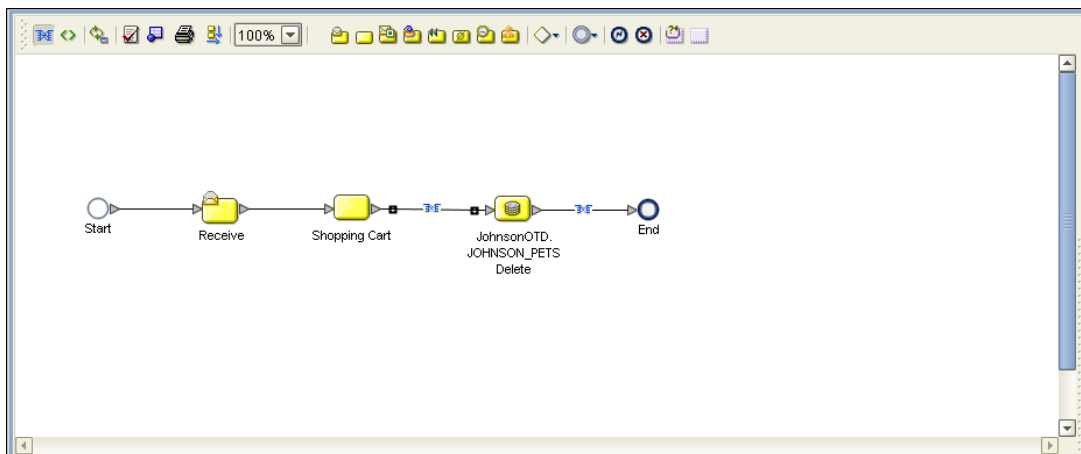 100%
Start
Receive
Shopping Cart
JohnsonOTD.
JOHNSON_PETS
Delete
End